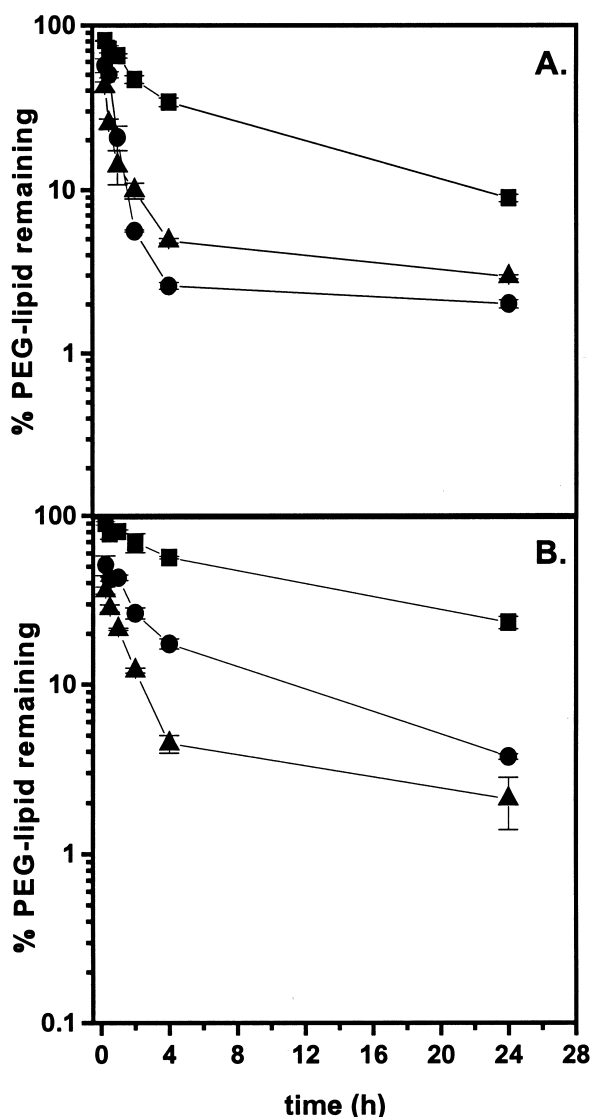 100
A.
10
1
% PEG-lipid remaining
100
B.
10
1
0.1
% PEG-lipid remaining
0 4 8 12 16 20 24 28
time (h)